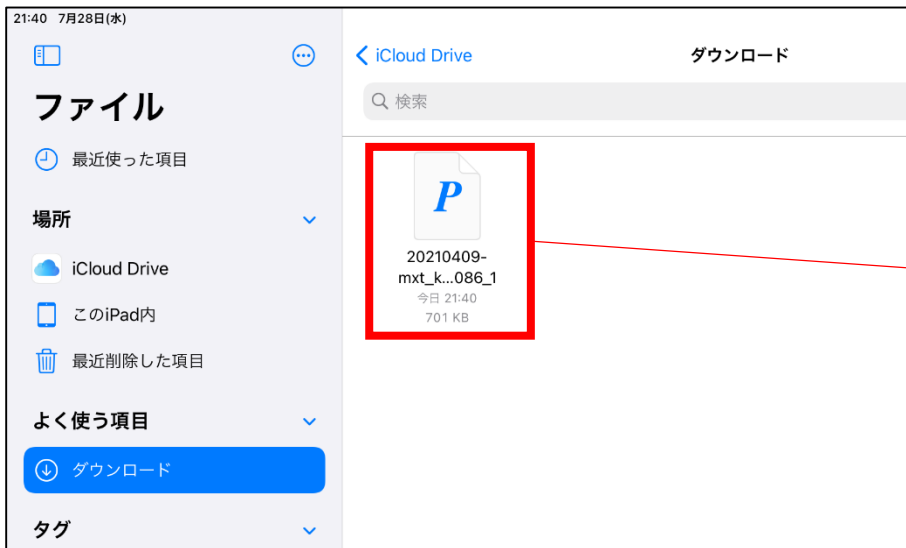 21:40 7月28日(水)
ファイル
最近使った項目
場所
iCloud Drive
このiPad内
最近削除した項目
よく使う項目
ダウンロード
タグ
iCloud Drive
ダウンロード
検索
P
20210409-
mxt_k...086_1
今日 21:40
701 KB